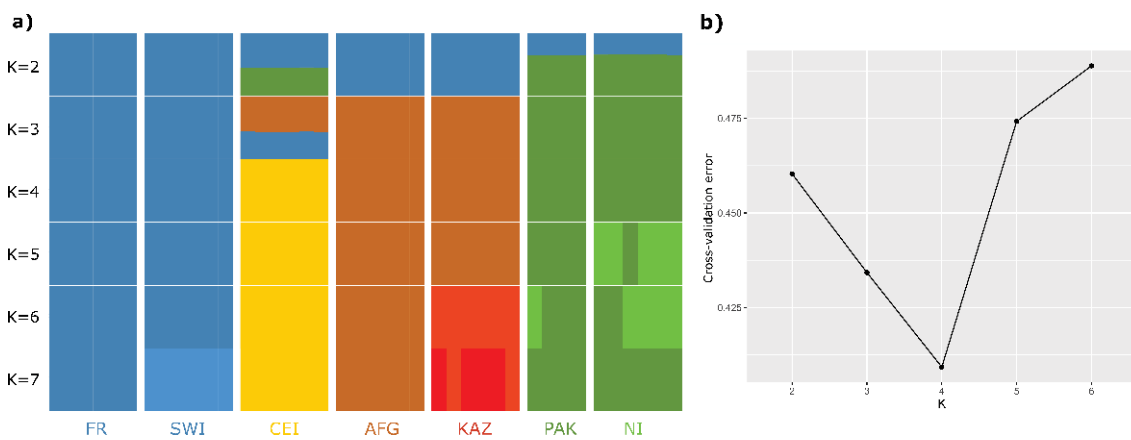 a)
K=2
K=3
K=4
K=5
K=6
K=7
FR SWI CEI AFG KAZ PAK NI
b)
Cross-validation error
0.475
0.450
0.425
2 3 4 5 6
K